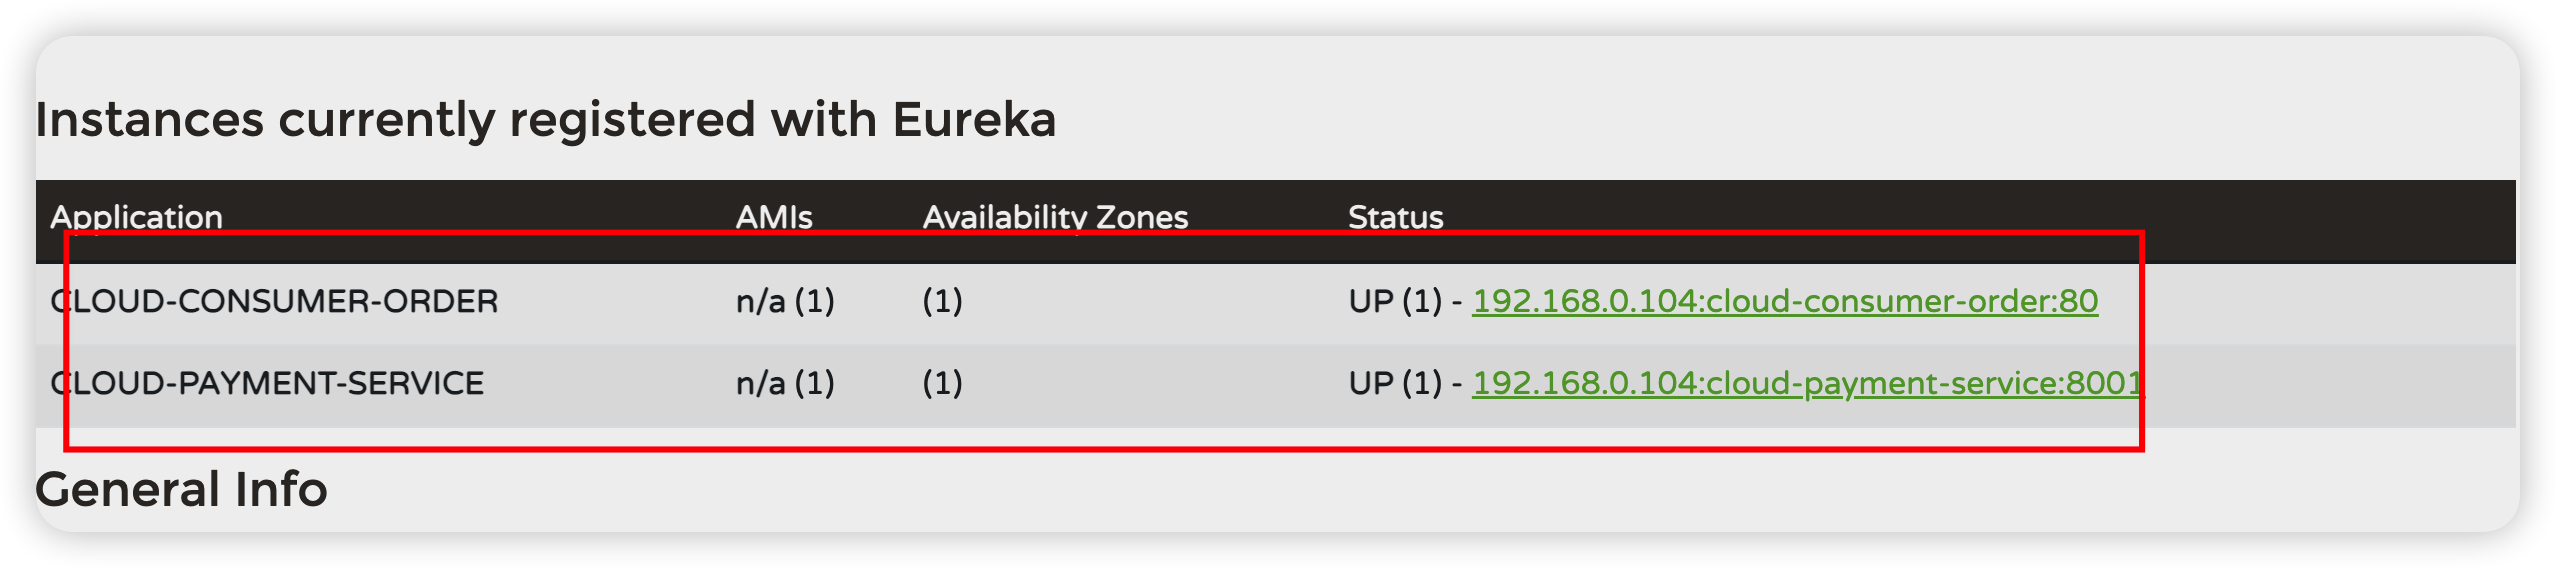 Instances currently registered with Eureka
Application AMIs Availability Zones Status
CLOUD-CONSUMER-ORDER n/a (1) (1) UP (1) - 192.168.0.104:cloud-consumer-order:80
CLOUD-PAYMENT-SERVICE n/a (1) (1) UP (1) - 192.168.0.104:cloud-payment-service:8001
General Info